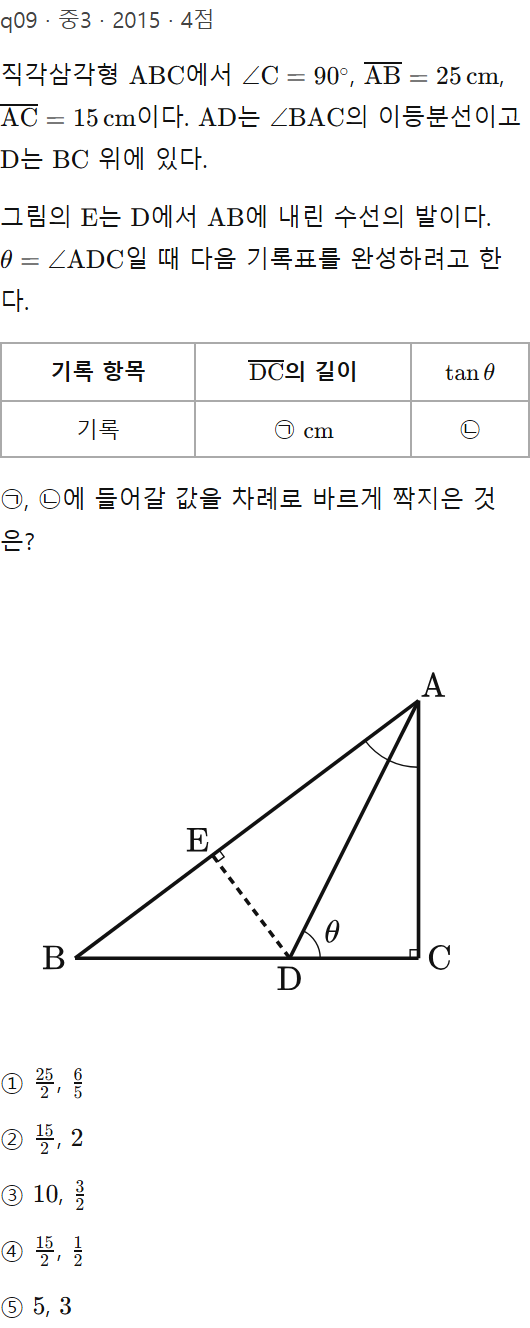 q09 · 중3 · 2015 · 4점
직각삼각형 ABC에서 ∠C = 90°, AB = 25 cm,
AC = 15 cm이다. AD는 ∠BAC의 이등분선이고
D는 BC 위에 있다.
그림의 E는 D에서 AB에 내린 수선의 발이다.
θ = ∠ADC일 때 다음 기록표를 완성하려고 한
다.
기록 항목 DC의 길이 tan θ
기록 ㉠ cm ㉡
㉠, ㉡에 들어갈 값을 차례로 바르게 짝지은 것
은?
A
E
θ
B D C
① 25/2, 6/5
② 15/2, 2
③ 10, 3/2
④ 15/2, 1/2
⑤ 5, 3